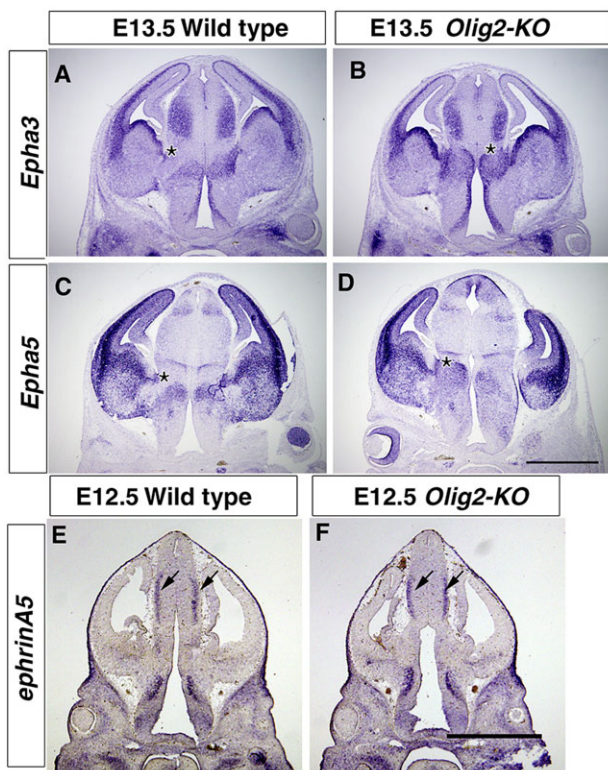 E13.5 Wild type
E13.5 Olig2-KO
Epha3
A
*
B
*
Epha5
C
*
D
*
E12.5 Wild type
E12.5 Olig2-KO
ephrinA5
E
F